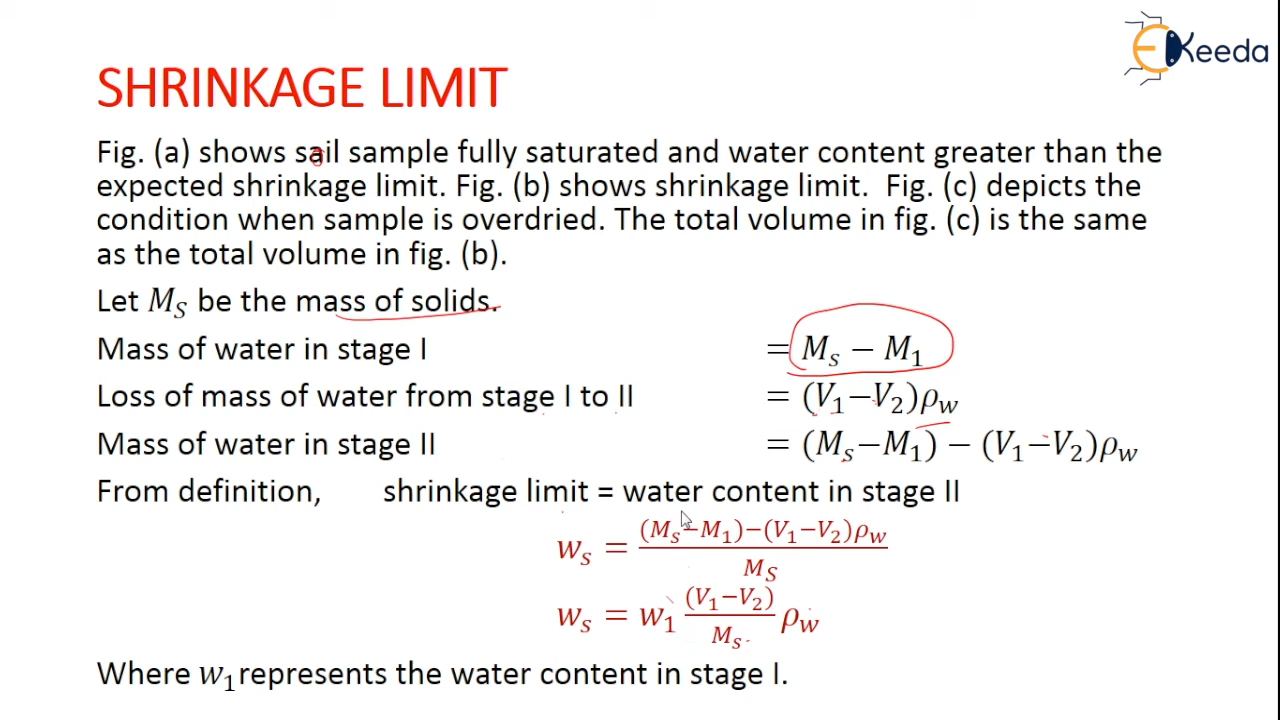 EKeeda
SHRINKAGE LIMIT
Fig. (a) shows sail sample fully saturated and water content greater than the
expected shrinkage limit. Fig. (b) shows shrinkage limit. Fig. (c) depicts the
condition when sample is overdried. The total volume in fig. (c) is the same
as the total volume in fig. (b).
Let M_S be the mass of solids.
Mass of water in stage I = M_s − M_1
Loss of mass of water from stage I to II = (V_1−V_2)ρ_w
Mass of water in stage II = (M_s−M_1) − (V_1−V_2)ρ_w
From definition, shrinkage limit = water content in stage II
w_s = ((M_s−M_1)−(V_1−V_2)ρ_w)/M_S
w_s = w_1 (V_1−V_2)/M_s ρ_w
Where w_1 represents the water content in stage I.